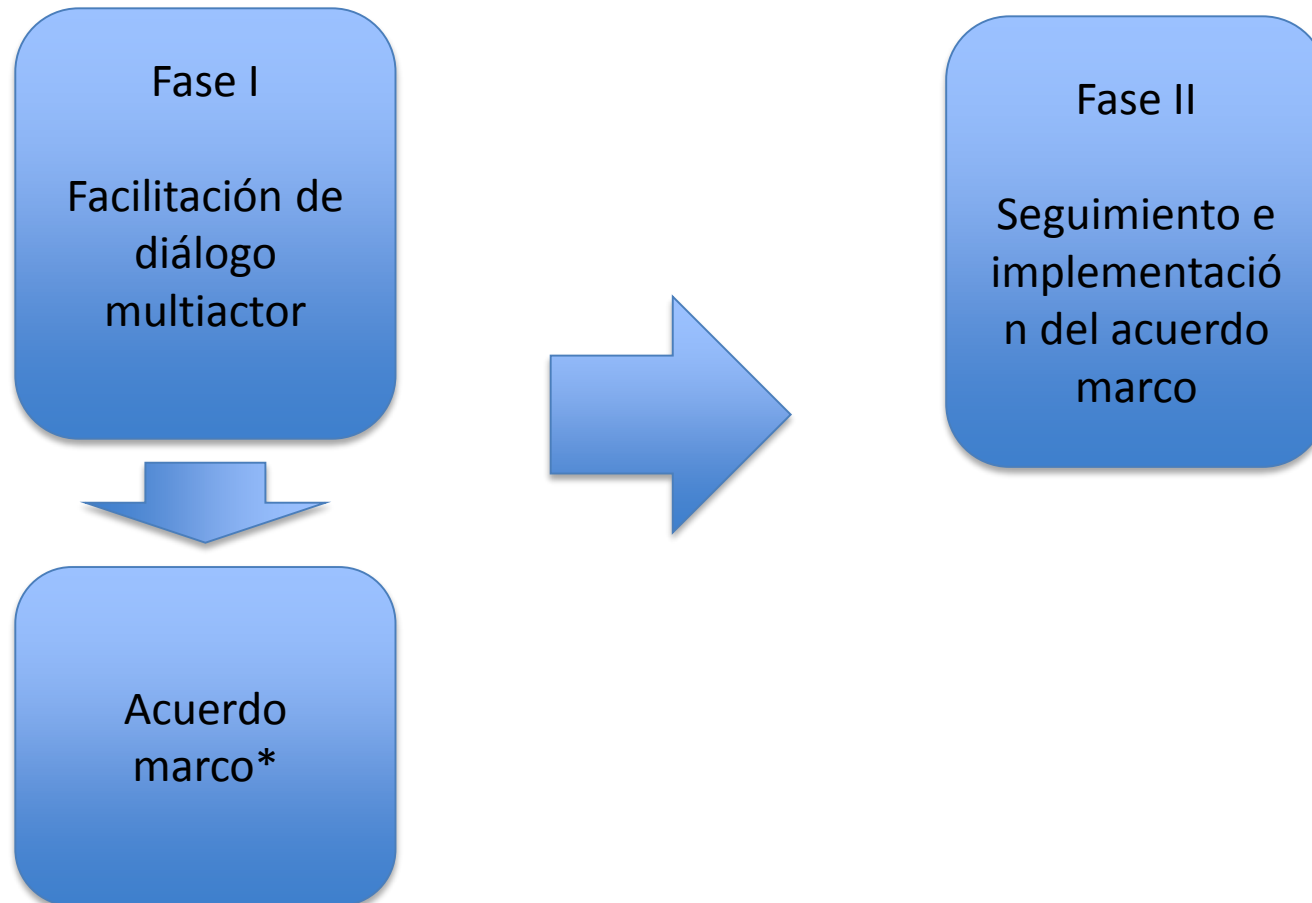 Fase I
Facilitación de
diálogo
multiactor
Acuerdo
marco*
Fase II
Seguimiento e
implementació
n del acuerdo
marco